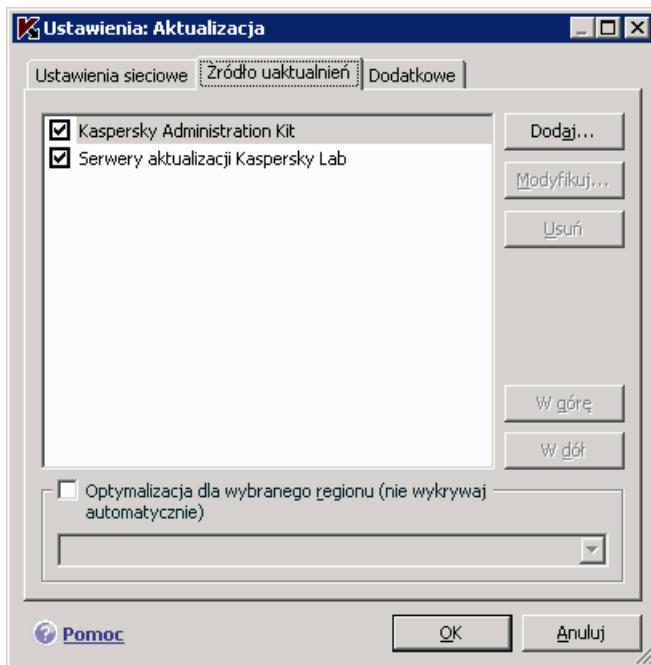 Ustawienia: Aktualizacja
Ustawienia sieciowe Źródło uaktualnień Dodatkowe
Kaspersky Administration Kit
Serwery aktualizacji Kaspersky Lab
Dodaj...
Modyfikuj...
Usuń
W górę
W dół
Optymalizacja dla wybranego regionu (nie wykrywaj
automatycznie)
Pomoc OK Anuluj